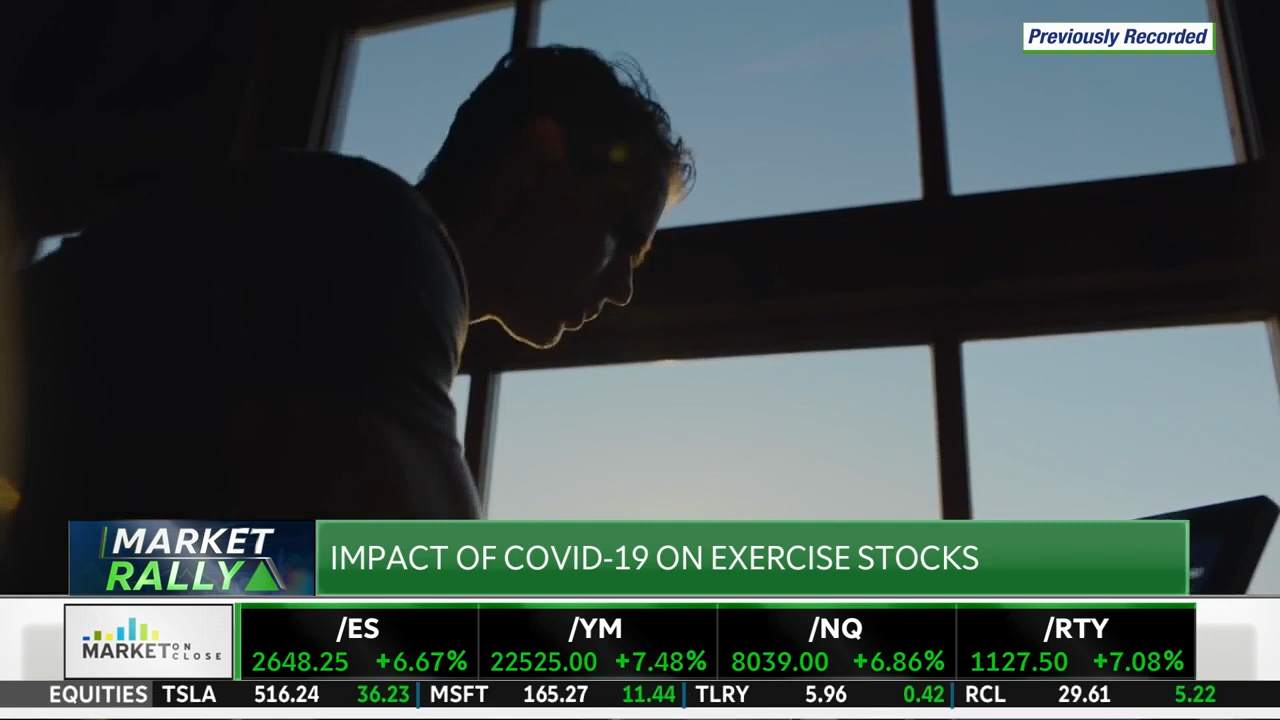 Previously Recorded
MARKET
RALLY
IMPACT OF COVID-19 ON EXERCISE STOCKS
MARKET ON CLOSE
/ES
2648.25 +6.67%
/YM
22525.00 +7.48%
/NQ
8039.00 +6.86%
/RTY
1127.50 +7.08%
EQUITIES TSLA 516.24 36.23 MSFT 165.27 11.44 TLRY 5.96 0.42 RCL 29.61 5.22